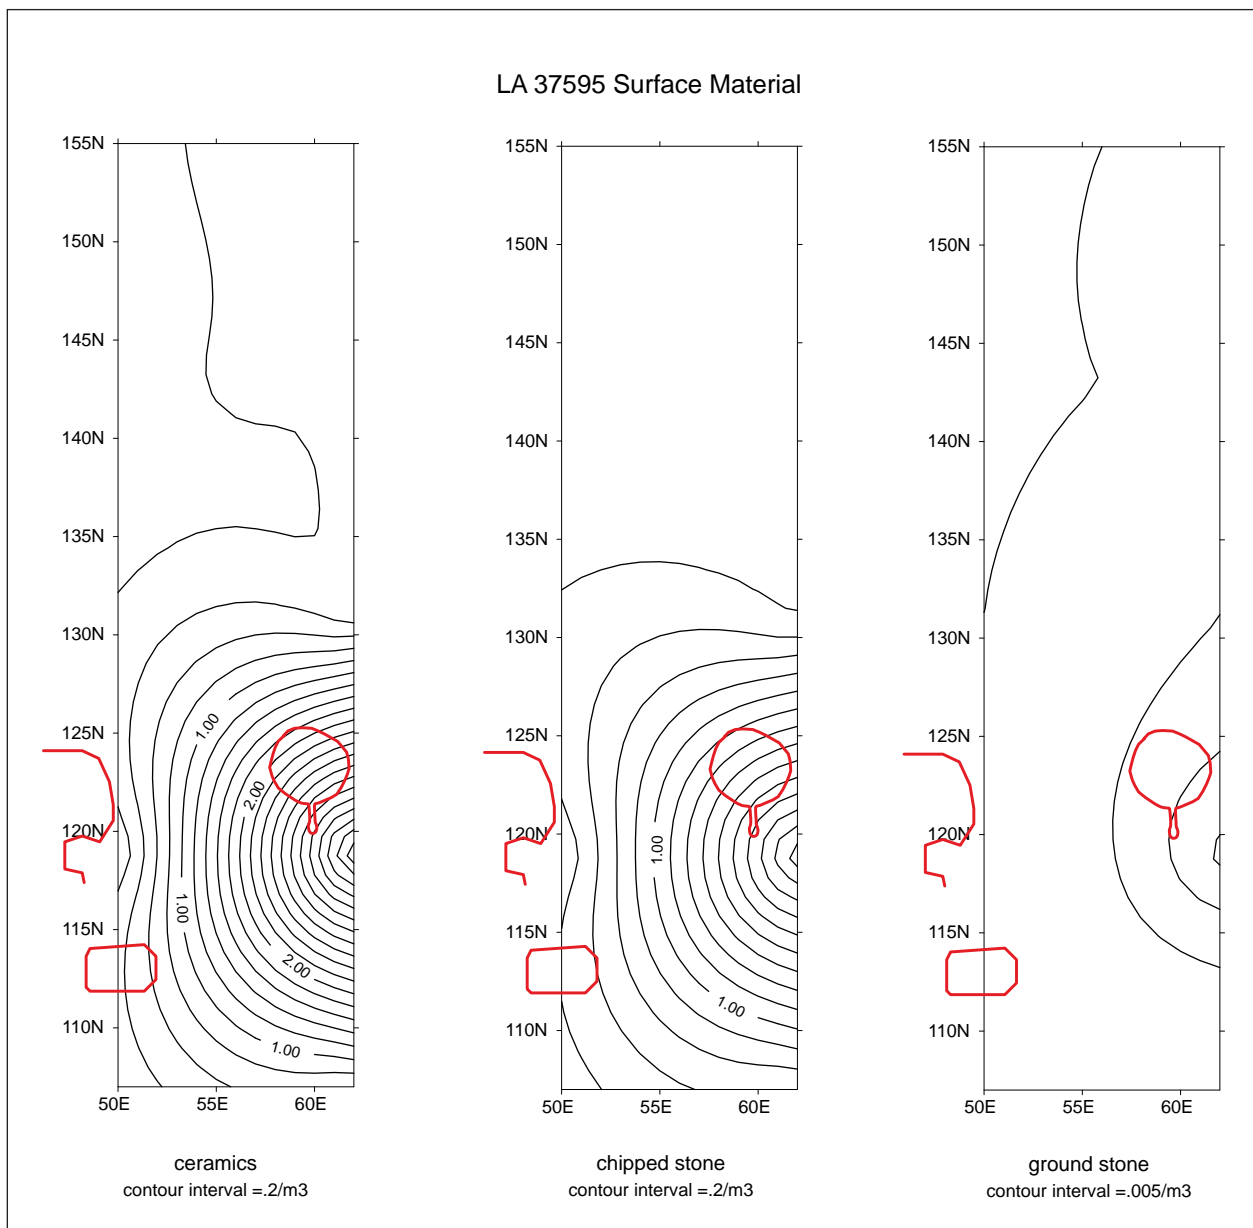 LA 37595 Surface Material
155N
150N
145N
140N
135N
130N
125N
120N
115N
110N
50E 55E 60E
1.00
2.00
1.00
2.00
1.00
ceramics
contour interval =.2/m3
155N
150N
145N
140N
135N
130N
125N
120N
115N
110N
50E 55E 60E
1.00
1.00
chipped stone
contour interval =.2/m3
155N
150N
145N
140N
135N
130N
125N
120N
115N
110N
50E 55E 60E
ground stone
contour interval =.005/m3